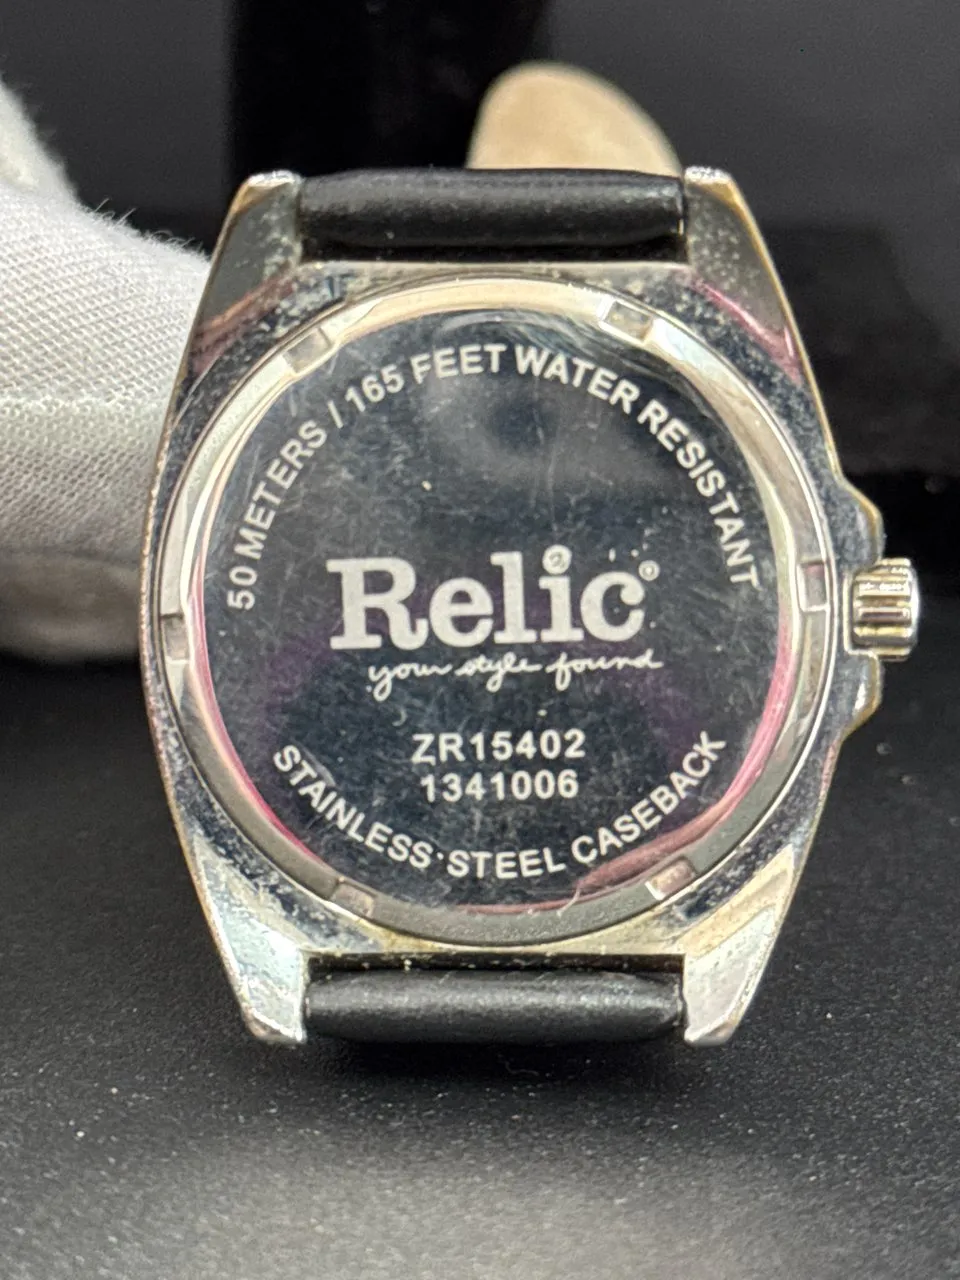 50 METERS / 165 FEET WATER RESISTANT
Relic®
your style found
ZR15402
1341006
STAINLESS STEEL CASEBACK